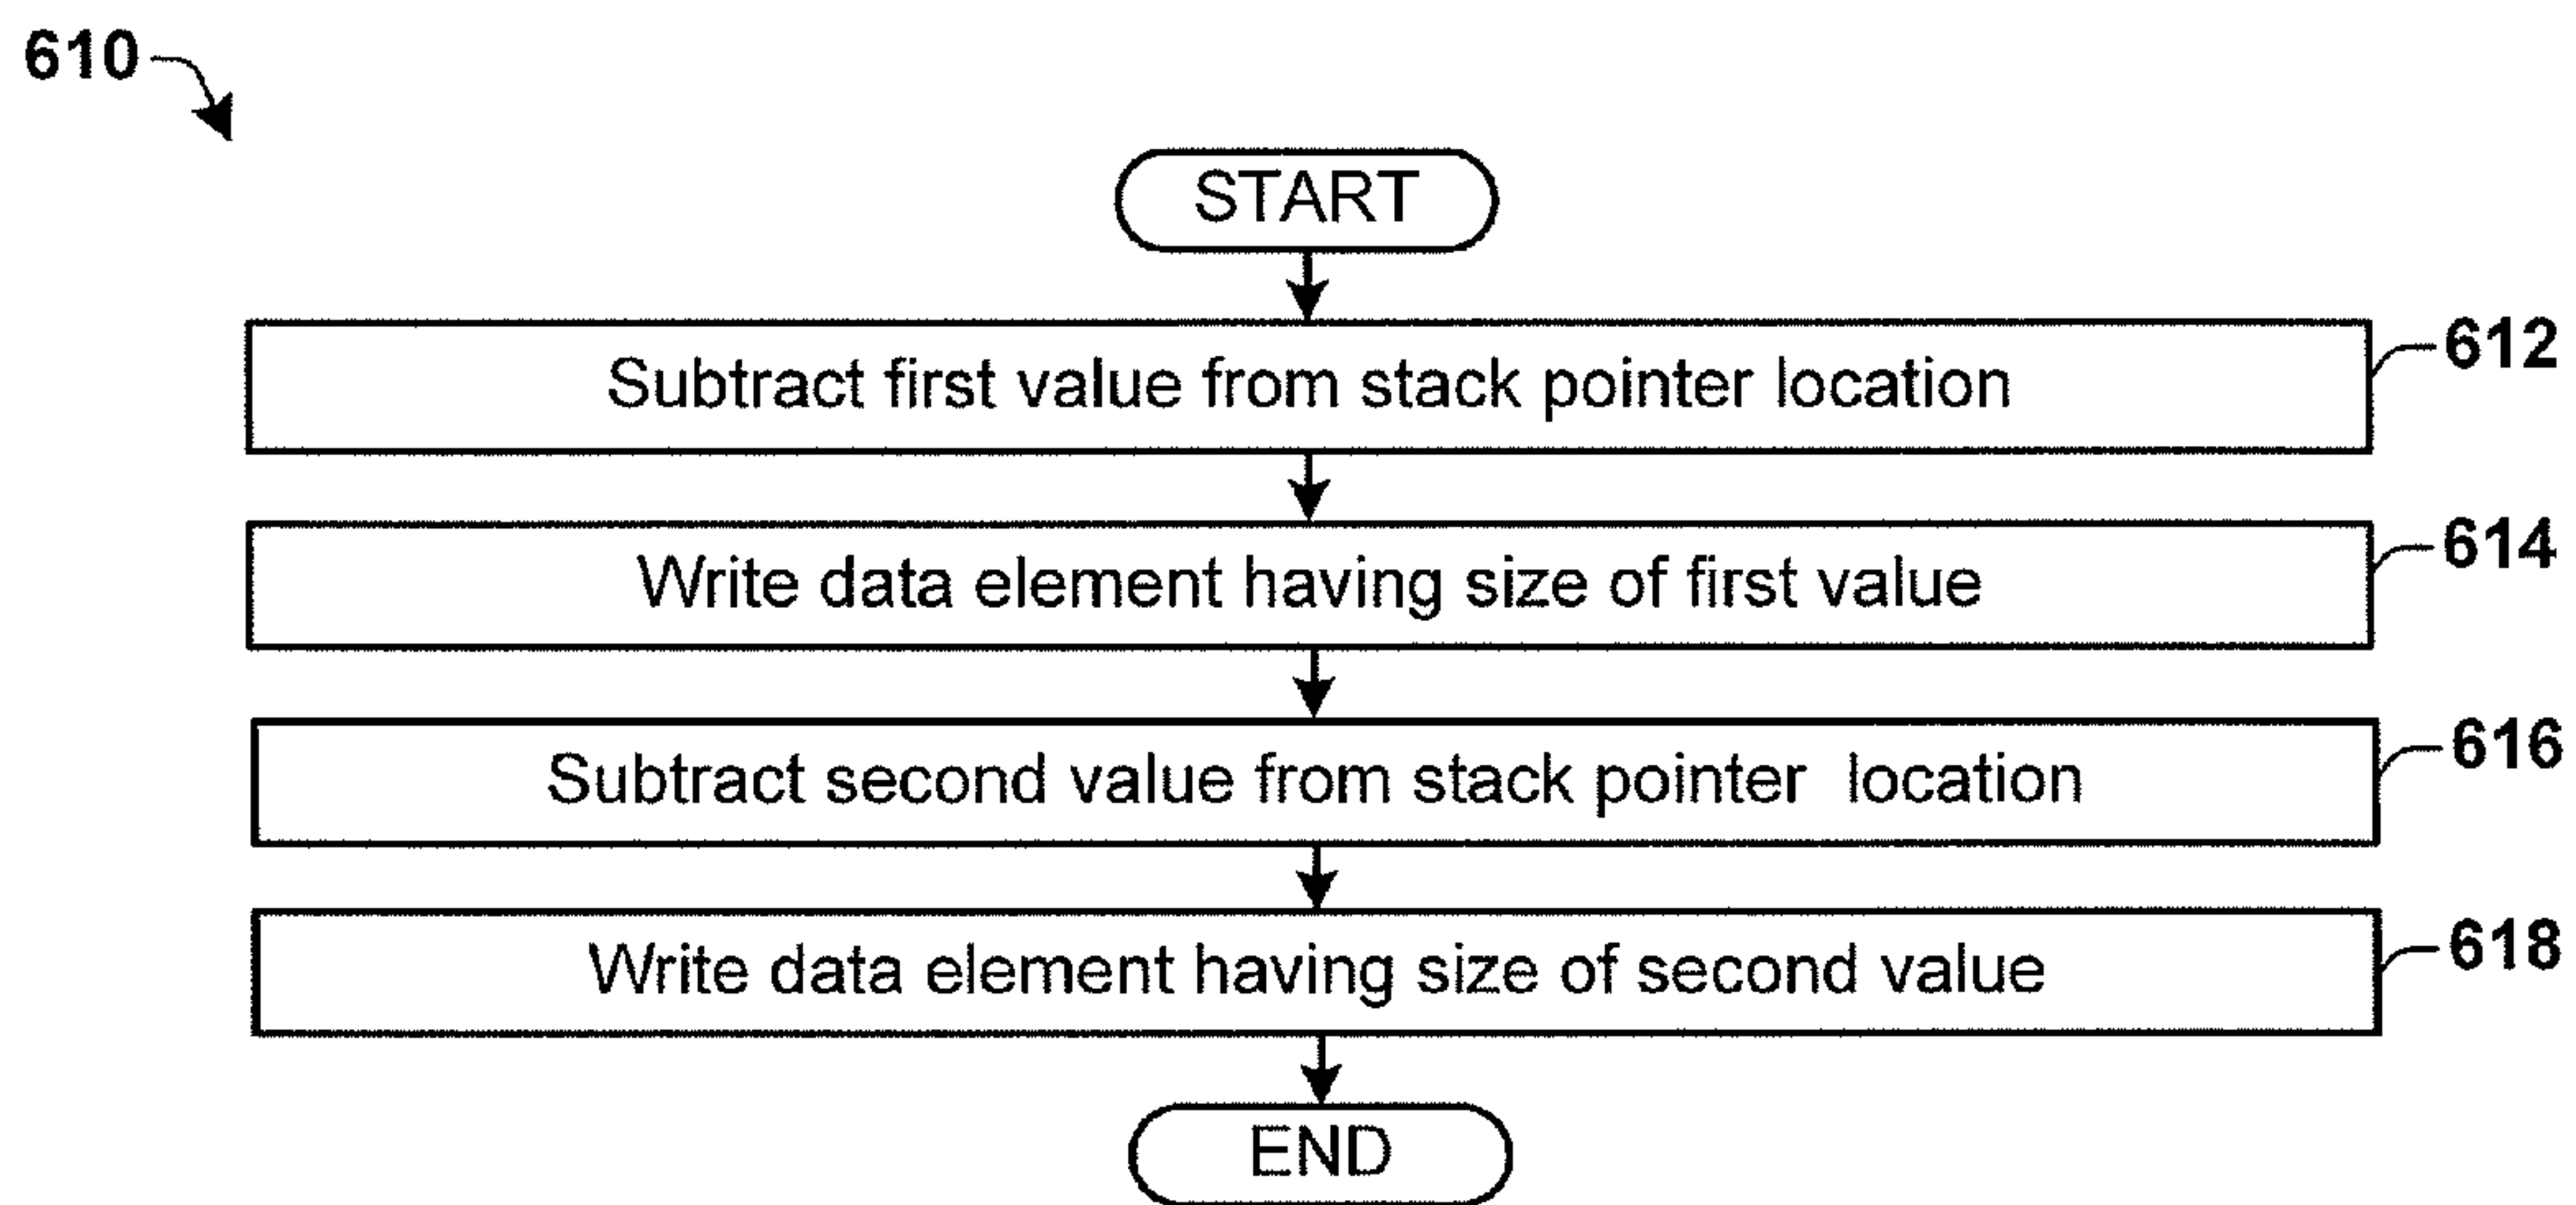 610
START
Subtract first value from stack pointer location
612
Write data element having size of first value
614
Subtract second value from stack pointer location
616
Write data element having size of second value
618
END